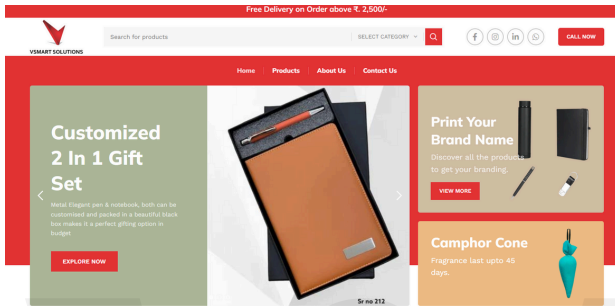 Free Delivery on Order above ₹. 2,500/-
VSMART SOLUTIONS
Search for products
SELECT CATEGORY
CALL NOW
Home
Products
About Us
Contact Us
Customized
2 In 1 Gift
Set
Metal Elegant pen & notebook, both can be
customised and packed in a beautiful black
box makes it a perfect gifting option in
budget
EXPLORE NOW
Sr no 212
Print Your
Brand Name
Discover all the products
to get your branding.
VIEW MORE
Camphor Cone
Fragrance last upto 45
days.